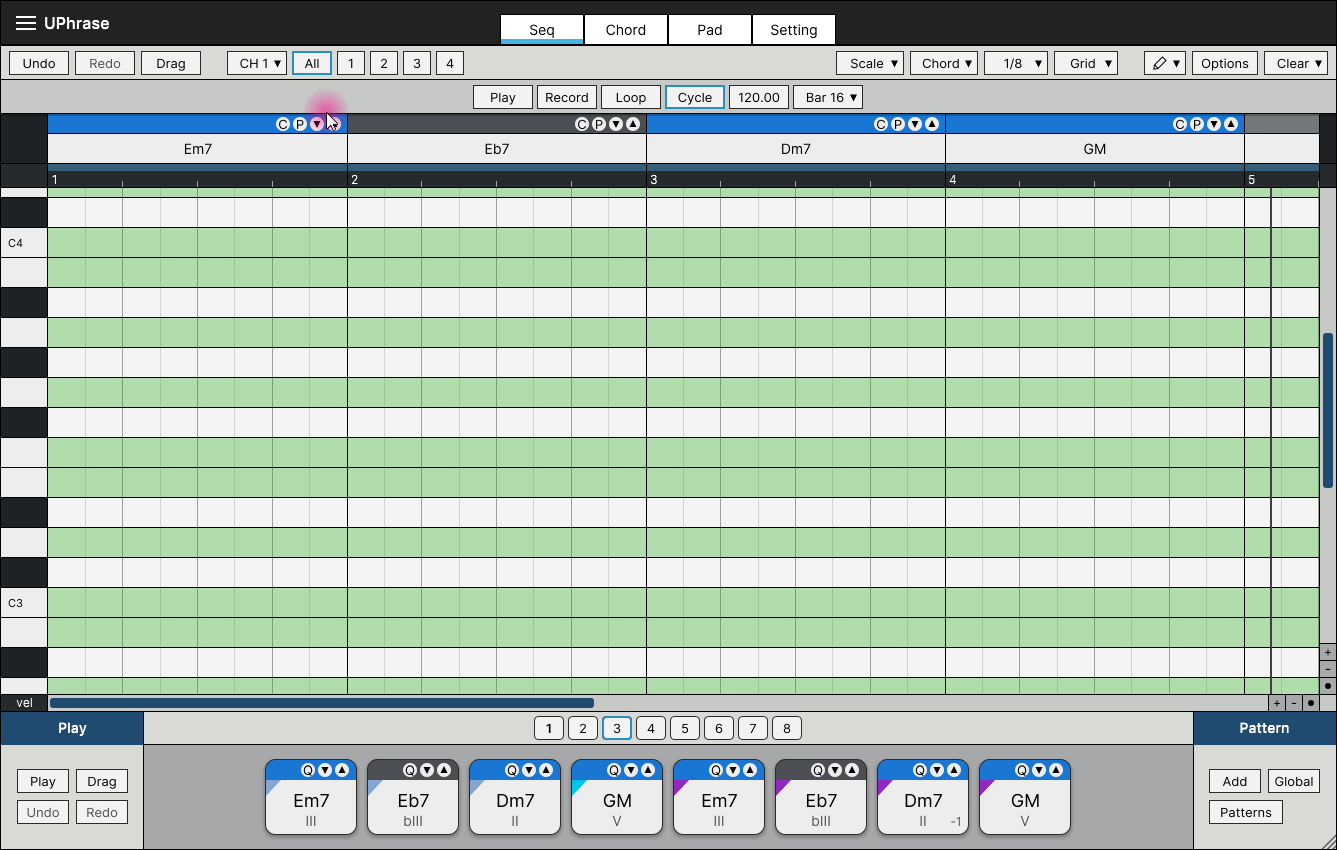 UPhrase
Seq Chord Pad Setting
Undo Redo Drag CH 1 ▾ All 1 2 3 4 Scale ▾ Chord ▾ 1/8 ▾ Grid ▾ ▾ Options Clear ▾
Play Record Loop Cycle 120.00 Bar 16 ▾
C P ▼ C P ▼ ▲ C P ▼ ▲ C P ▼ ▲
Em7 Eb7 Dm7 GM
1 2 3 4 5
C4
C3
+
-
vel + -
Play 1 2 3 4 5 6 7 8 Pattern
Q ▼ ▲ Q ▼ ▲ Q ▼ ▲ Q ▼ ▲ Q ▼ ▲ Q ▼ ▲ Q ▼ ▲ Q ▼ ▲
Play Drag Em7 Eb7 Dm7 GM Em7 Eb7 Dm7 GM Add Global
Undo Redo III bIII II V III bIII II -1 V Patterns